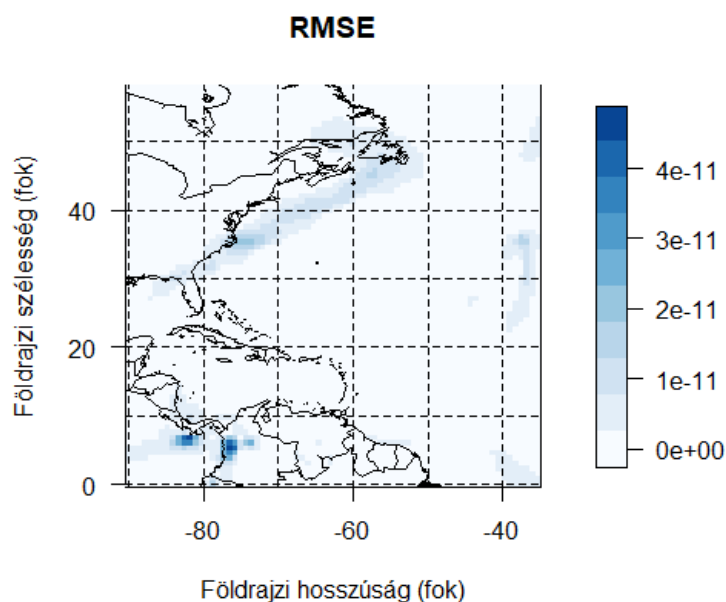 RMSE
Földrajzi szélesség (fok)
40
20
0
-80
-60
-40
Földrajzi hosszúság (fok)
4e-11
3e-11
2e-11
1e-11
0e+00